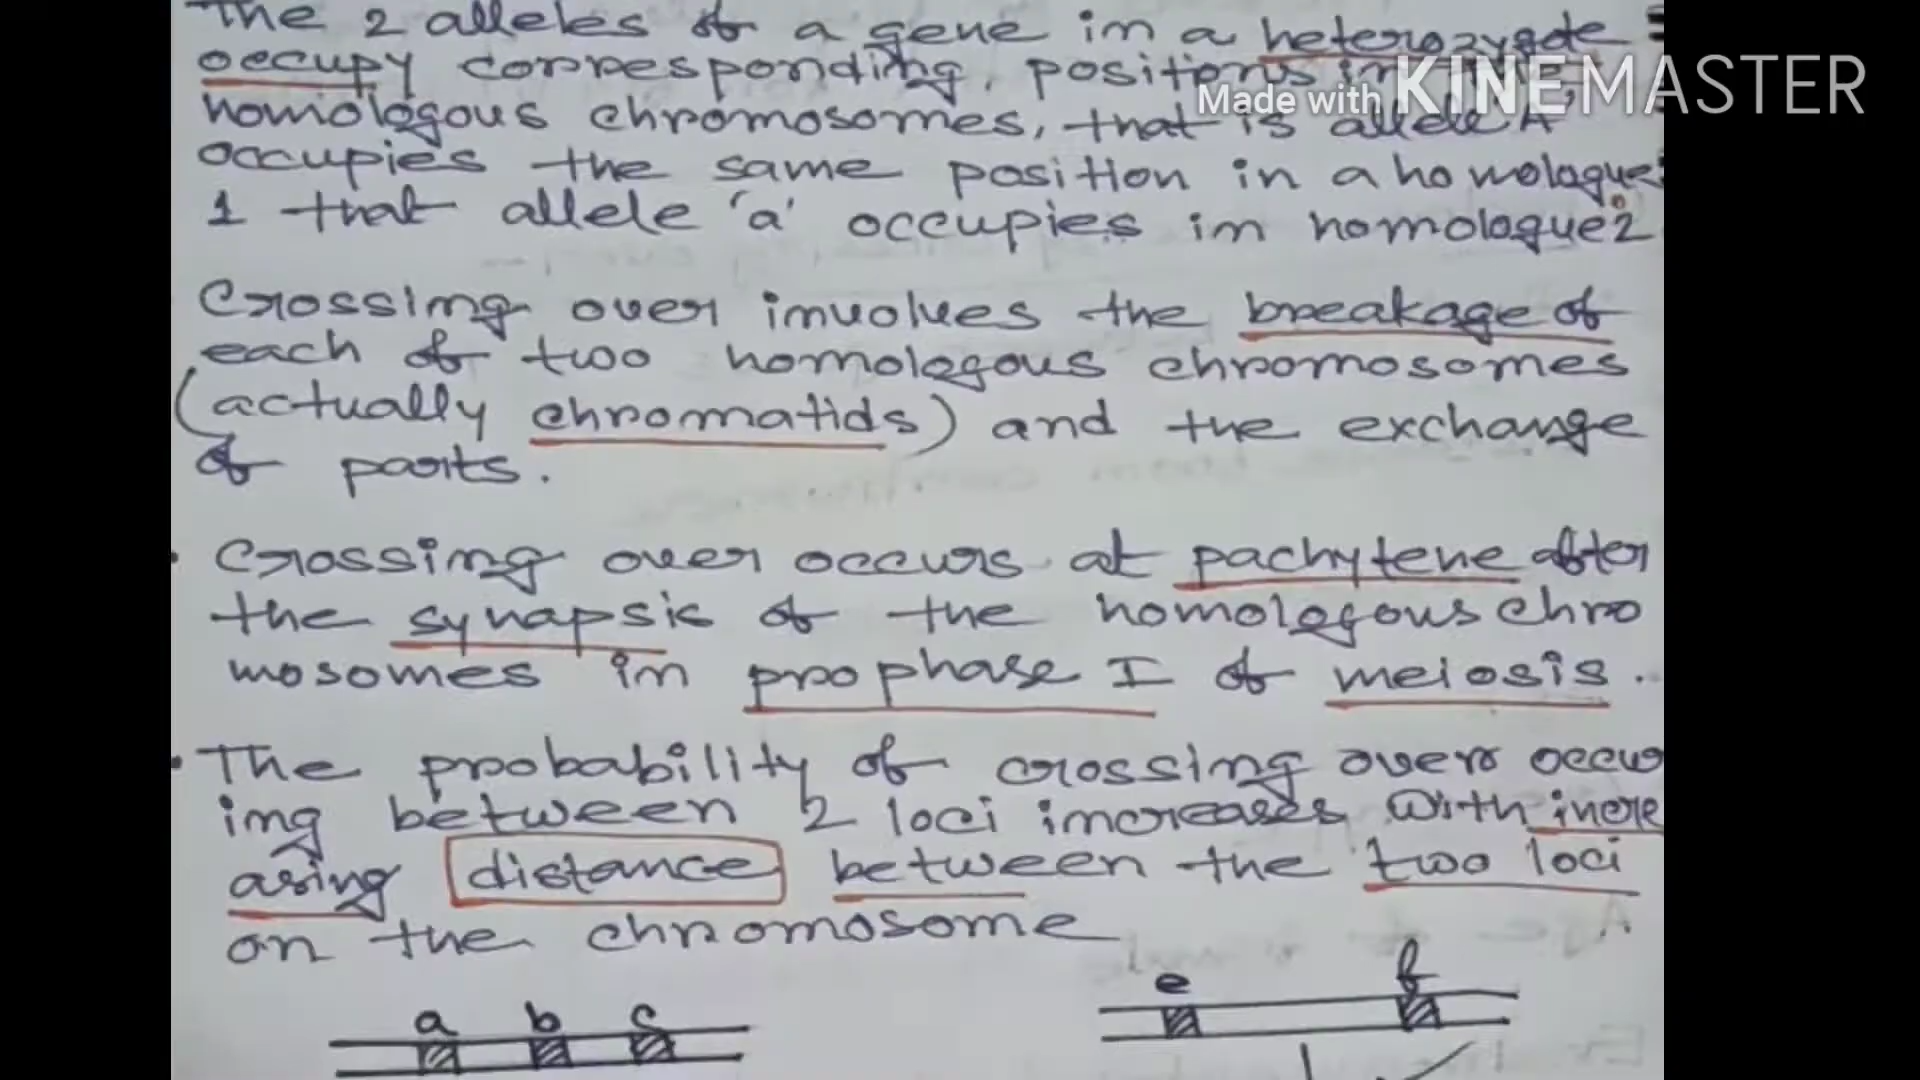 The 2 alleles of a gene in a heterozygote
occupy corresponding, positions in
Made with KINEMASTER
homologous chromosomes, that is allele 'A'
occupies the same position in a homologue
1 that allele 'a' occupies in homologue 2
Crossing over involves the breakage of
each of two homologous chromosomes
(actually chromatids) and the exchange
of parts.
• Crossing over occurs at pachytene after
the synapsis of the homologous chro
mosomes in prophase I of meiosis.
• The probability of crossing over occur
ing between 2 loci increases with incre
asing distance between the two loci
on the chromosome
e f
a b c